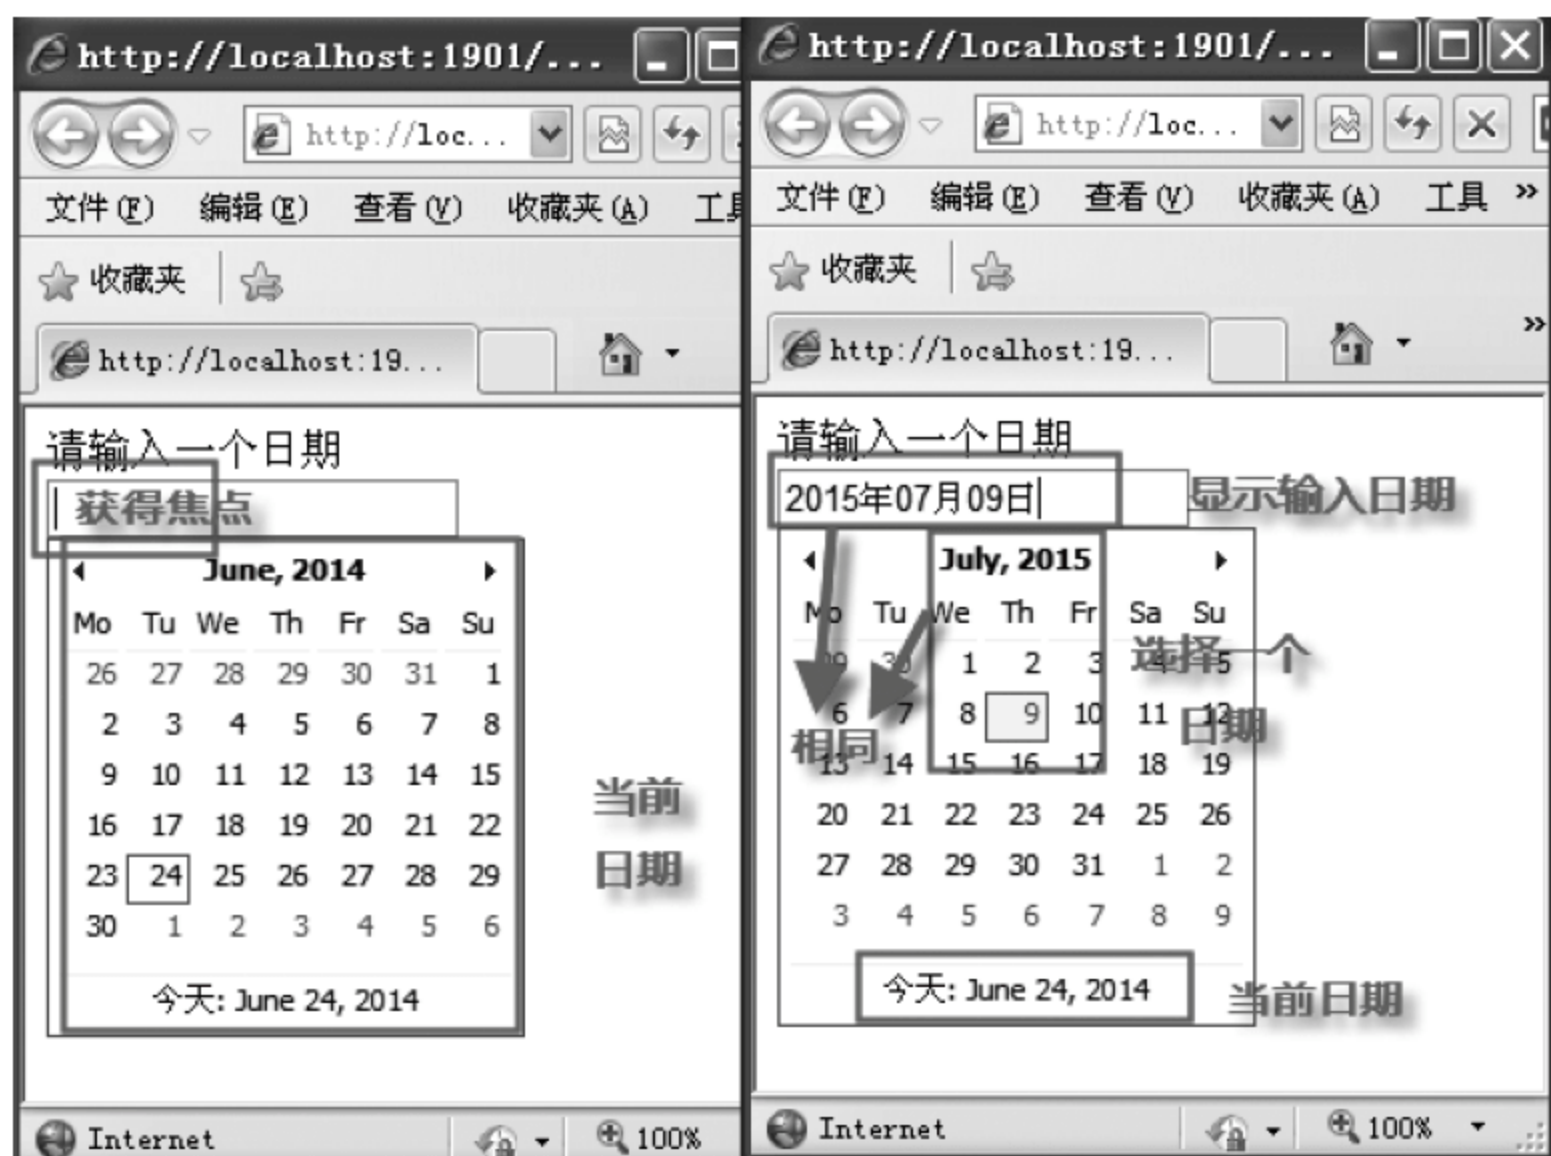 http://localhost:1901/...
http://loc...
文件(F) 编辑(E) 查看(V) 收藏夹(A) 工具
收藏夹
http://localhost:19...
请输入一个日期
获得焦点
June, 2014
Mo Tu We Th Fr Sa Su
26 27 28 29 30 31 1
2 3 4 5 6 7 8
9 10 11 12 13 14 15
16 17 18 19 20 21 22
23 24 25 26 27 28 29
30 1 2 3 4 5 6
今天: June 24, 2014
当前
日期
Internet 100%
http://localhost:1901/...
http://loc...
文件(F) 编辑(E) 查看(V) 收藏夹(A) 工具 »
收藏夹
http://localhost:19... »
请输入一个日期
2015年07月09日
显示输入日期
July, 2015
Mo Tu We Th Fr Sa Su
29 30 1 2 3 4 5
6 7 8 9 10 11 12
13 14 15 16 17 18 19
20 21 22 23 24 25 26
27 28 29 30 31 1 2
3 4 5 6 7 8 9
选择一个
日期
相同
今天: June 24, 2014
当前日期
Internet 100%